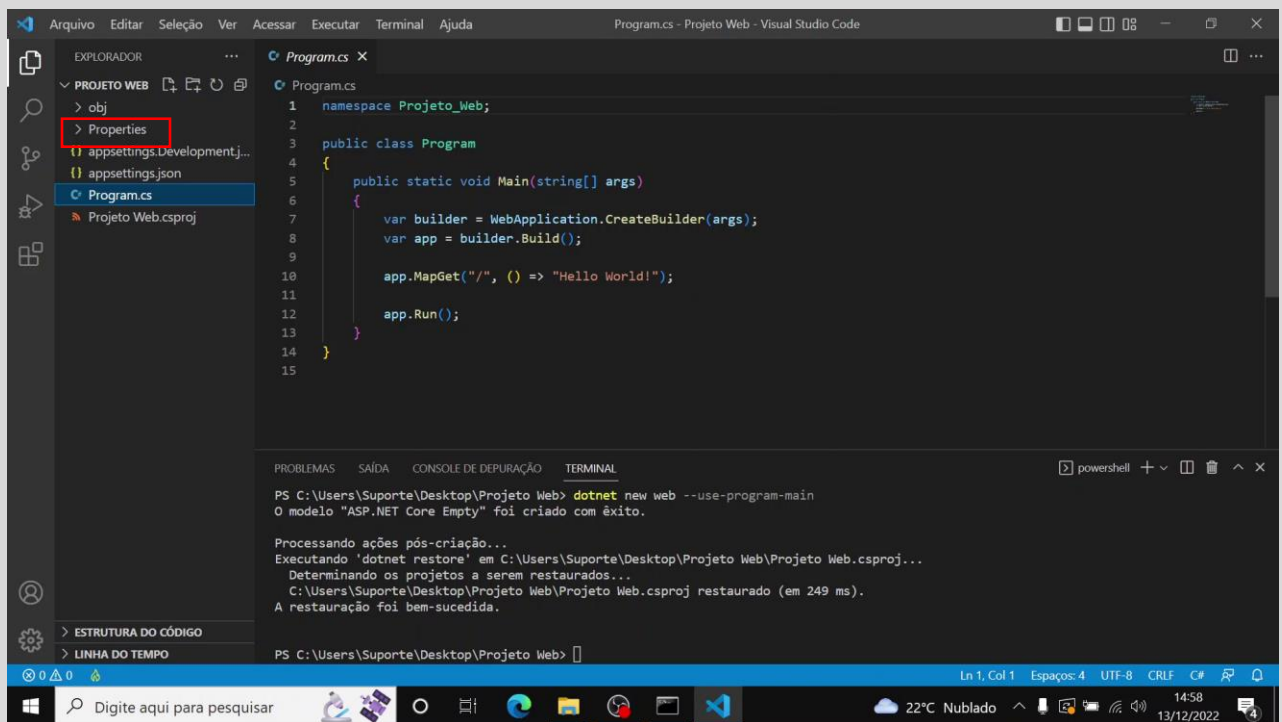 Arquivo Editar Seleção Ver Acessar Executar Terminal Ajuda
Program.cs - Projeto Web - Visual Studio Code
EXPLORADOR
PROJETO WEB
obj
Properties
appsettings.Development.j...
appsettings.json
Program.cs
Projeto Web.csproj
ESTRUTURA DO CÓDIGO
LINHA DO TEMPO
Program.cs
Program.cs
1 namespace Projeto_Web;
2
3 public class Program
4 {
5 public static void Main(string[] args)
6 {
7 var builder = WebApplication.CreateBuilder(args);
8 var app = builder.Build();
9
10 app.MapGet("/", () => "Hello World!");
11
12 app.Run();
13 }
14 }
15
PROBLEMAS SAÍDA CONSOLE DE DEPURAÇÃO TERMINAL
powershell
PS C:\Users\Suporte\Desktop\Projeto Web> dotnet new web --use-program-main
O modelo "ASP.NET Core Empty" foi criado com êxito.
Processando ações pós-criação...
Executando 'dotnet restore' em C:\Users\Suporte\Desktop\Projeto Web\Projeto Web.csproj...
Determinando os projetos a serem restaurados...
C:\Users\Suporte\Desktop\Projeto Web\Projeto Web.csproj restaurado (em 249 ms).
A restauração foi bem-sucedida.
PS C:\Users\Suporte\Desktop\Projeto Web>
0 0
Ln 1, Col 1 Espaços: 4 UTF-8 CRLF C#
Digite aqui para pesquisar
22°C Nublado
14:58
13/12/2022
4